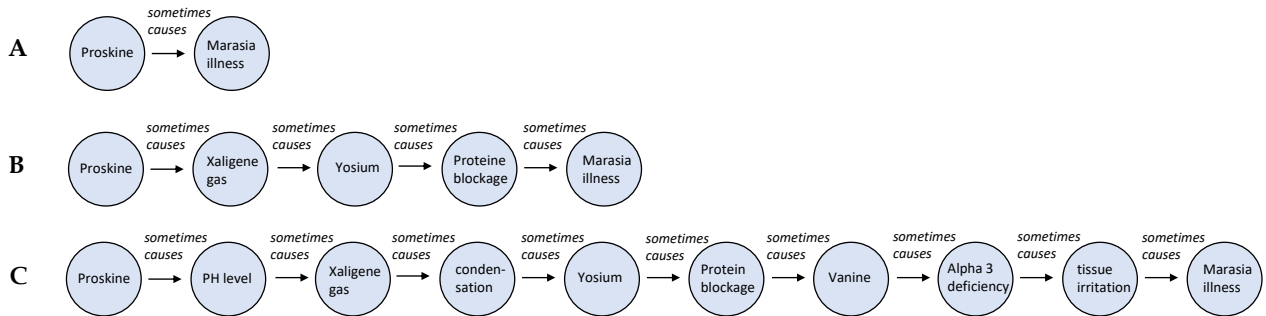 sometimes
causes
A
Proskine
Marasia
illness
sometimes
causes
sometimes
causes
sometimes
causes
sometimes
causes
B
Proskine
Xaligene
gas
Yosium
Proteine
blockage
Marasia
illness
sometimes
causes
sometimes
causes
sometimes
causes
sometimes
causes
sometimes
causes
sometimes
causes
sometimes
causes
sometimes
causes
sometimes
causes
C
Proskine
PH level
Xaligene
gas
conden-
sation
Yosium
Protein
blockage
Vanine
Alpha 3
deficiency
tissue
irritation
Marasia
illness